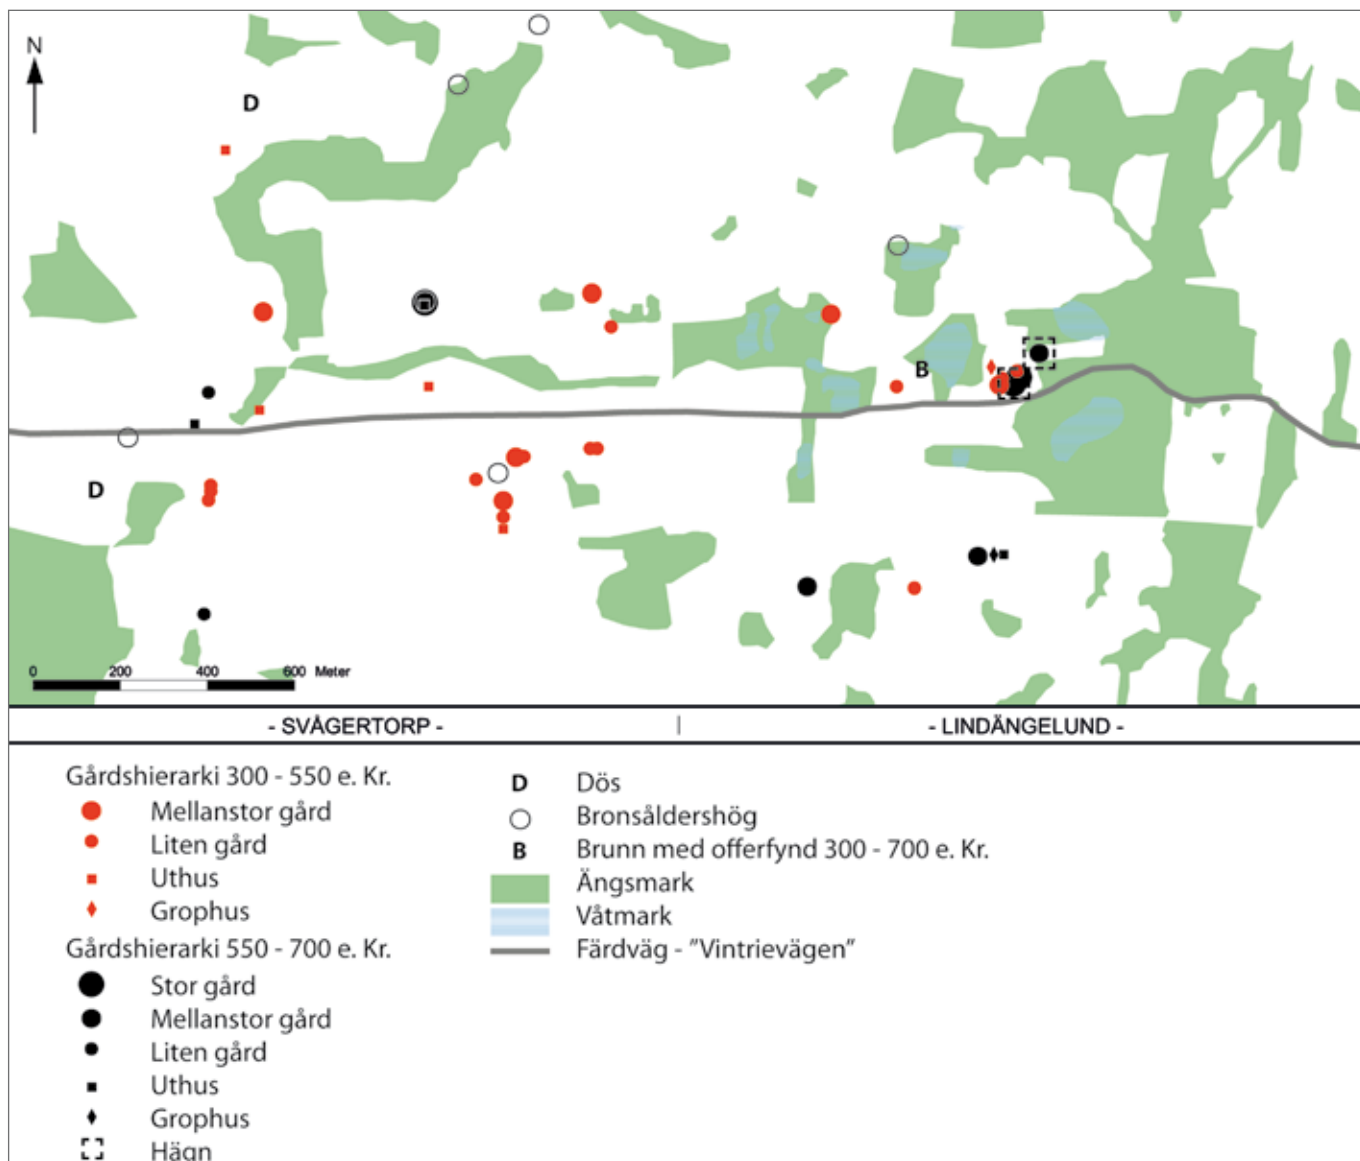 N
D
B
D
0 200 400 600 Meter
- SVÅGERTORP - | - LINDÄNGELUND -
Gårdshierarki 300 - 550 e. Kr.
Mellanstor gård
Liten gård
Uthus
Grophus
Gårdshierarki 550 - 700 e. Kr.
Stor gård
Mellanstor gård
Liten gård
Uthus
Grophus
Hägn
D Dös
Bronsåldershög
B Brunn med offerfynd 300 - 700 e. Kr.
Ängsmark
Våtmark
Färdväg - ”Vintrievägen”